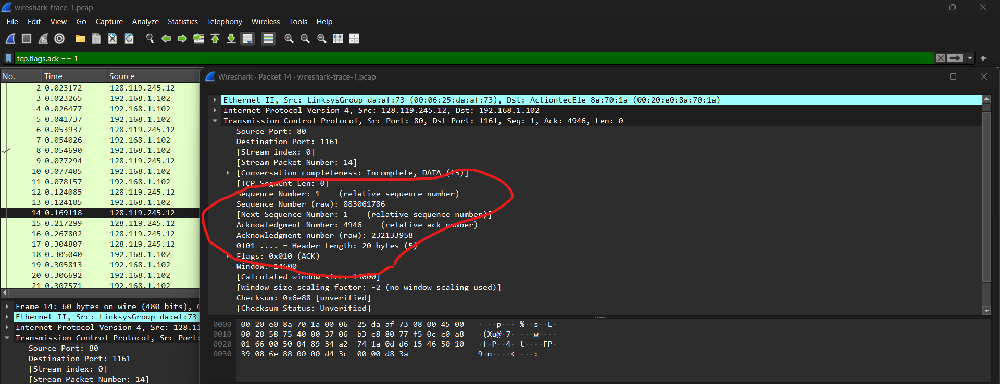 wireshark-trace-1.pcap
File Edit View Go Capture Analyze Statistics Telephony Wireless Tools Help
tcp.flags.ack == 1
No. Time Source
2 0.023172 128.119.245.12
3 0.023265 192.168.1.102
4 0.026477 192.168.1.102
5 0.041737 192.168.1.102
6 0.053937 128.119.245.12
7 0.054026 192.168.1.102
8 0.054690 192.168.1.102
9 0.077294 128.119.245.12
10 0.077405 192.168.1.102
11 0.078157 192.168.1.102
12 0.124085 128.119.245.12
13 0.124185 192.168.1.102
14 0.169118 128.119.245.12
15 0.217299 128.119.245.12
16 0.267802 128.119.245.12
17 0.304807 128.119.245.12
18 0.305040 192.168.1.102
19 0.305813 192.168.1.102
20 0.306692 192.168.1.102
21 0.307571 192.168.1.102
Frame 14: 60 bytes on wire (480 bits), 6
Ethernet II, Src: LinksysGroup_da:af:73
Internet Protocol Version 4, Src: 128.11
Transmission Control Protocol, Src Port:
Source Port: 80
Destination Port: 1161
[Stream index: 0]
[Stream Packet Number: 14]
Wireshark · Packet 14 · wireshark-trace-1.pcap
Ethernet II, Src: LinksysGroup_da:af:73 (00:06:25:da:af:73), Dst: ActiontecEle_8a:70:1a (00:20:e0:8a:70:1a)
Internet Protocol Version 4, Src: 128.119.245.12, Dst: 192.168.1.102
Transmission Control Protocol, Src Port: 80, Dst Port: 1161, Seq: 1, Ack: 4946, Len: 0
Source Port: 80
Destination Port: 1161
[Stream index: 0]
[Stream Packet Number: 14]
[Conversation completeness: Incomplete, DATA (15)]
[TCP Segment Len: 0]
Sequence Number: 1 (relative sequence number)
Sequence Number (raw): 883061786
[Next Sequence Number: 1 (relative sequence number)]
Acknowledgment Number: 4946 (relative ack number)
Acknowledgment number (raw): 232133958
0101 .... = Header Length: 20 bytes (5)
Flags: 0x010 (ACK)
Window: 14600
[Calculated window size: 14600]
[Window size scaling factor: -2 (no window scaling used)]
Checksum: 0x6e88 [unverified]
[Checksum Status: Unverified]
0000 00 20 e0 8a 70 1a 00 06 25 da af 73 08 00 45 00 · ··p··· %··s··E·
0010 00 28 58 75 40 00 37 06 b3 c8 80 77 f5 0c c0 a8 ·(Xu@·7· ···w····
0020 01 66 00 50 04 89 34 a2 74 1a 0d d6 15 46 50 10 ·f·P··4· t····FP·
0030 39 08 6e 88 00 00 d4 3c 00 00 d8 3a 9·n····< ···: